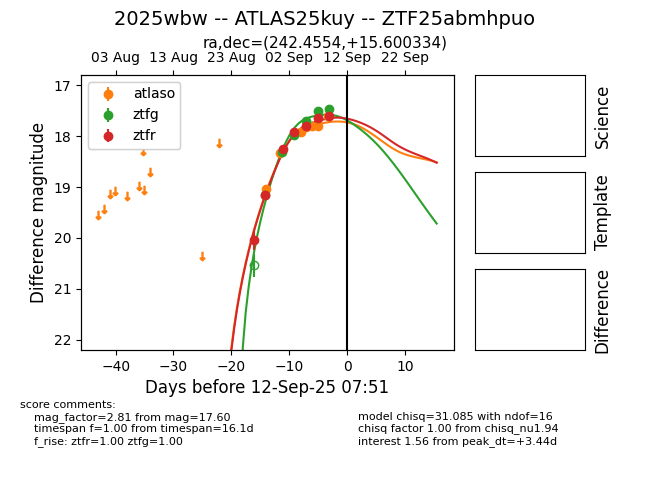 2025wbw -- ATLAS25kuy -- ZTF25abmhpuo
ra,dec=(242.4554,+15.600334)
03 Aug 13 Aug 23 Aug 02 Sep 12 Sep 22 Sep
atlaso
ztfg
ztfr
17
18
19
20
21
22
Difference magnitude
−40 −30 −20 −10 0 10
Days before 12-Sep-25 07:51
Science
Template
Difference
score comments:
mag_factor=2.81 from mag=17.60
timespan f=1.00 from timespan=16.1d
f_rise: ztfr=1.00 ztfg=1.00
model chisq=31.085 with ndof=16
chisq factor 1.00 from chisq_nu1.94
interest 1.56 from peak_dt=+3.44d